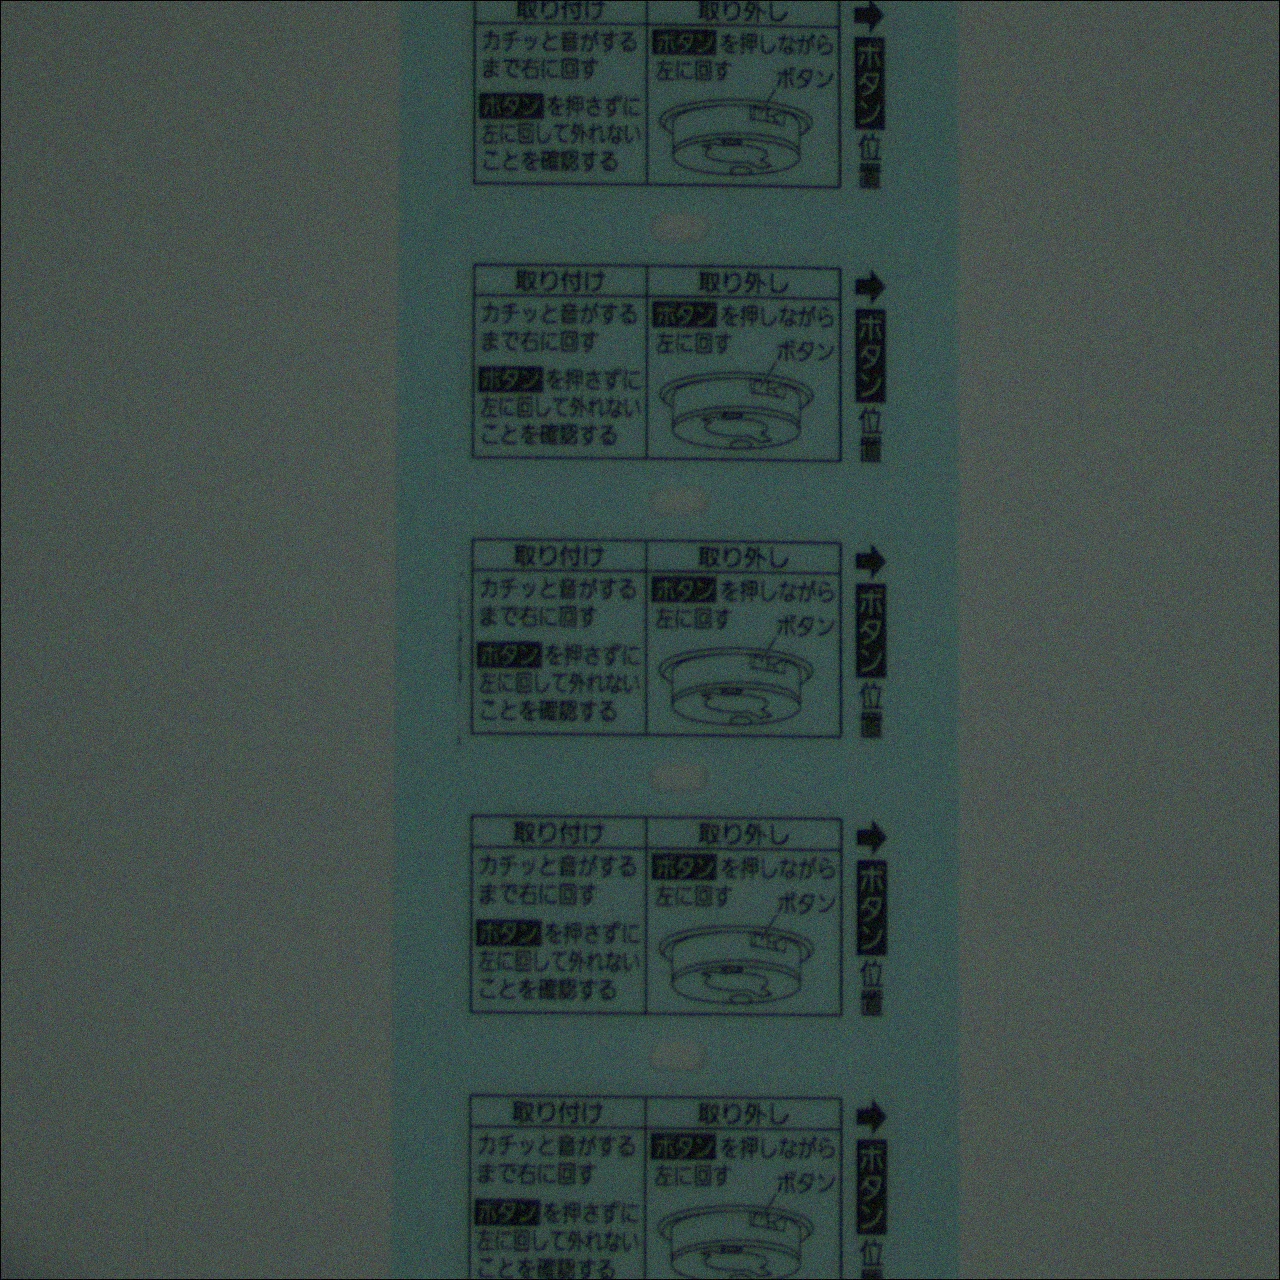 取り付け 取り外し
カチッと音がする
まで右に回す
ボタンを押さずに
左に回して外れない
ことを確認する
ボタンを押しながら
左に回す
ボタン
➡ボタン位置
取り付け 取り外し
カチッと音がする
まで右に回す
ボタンを押さずに
左に回して外れない
ことを確認する
ボタンを押しながら
左に回す
ボタン
➡ボタン位置
取り付け 取り外し
カチッと音がする
まで右に回す
ボタンを押さずに
左に回して外れない
ことを確認する
ボタンを押しながら
左に回す
ボタン
➡ボタン位置
取り付け 取り外し
カチッと音がする
まで右に回す
ボタンを押さずに
左に回して外れない
ことを確認する
ボタンを押しながら
左に回す
ボタン
➡ボタン位置
取り付け 取り外し
カチッと音がする
まで右に回す
ボタンを押さずに
左に回して外れない
ことを確認する
ボタンを押しながら
左に回す
ボタン
➡ボタン位